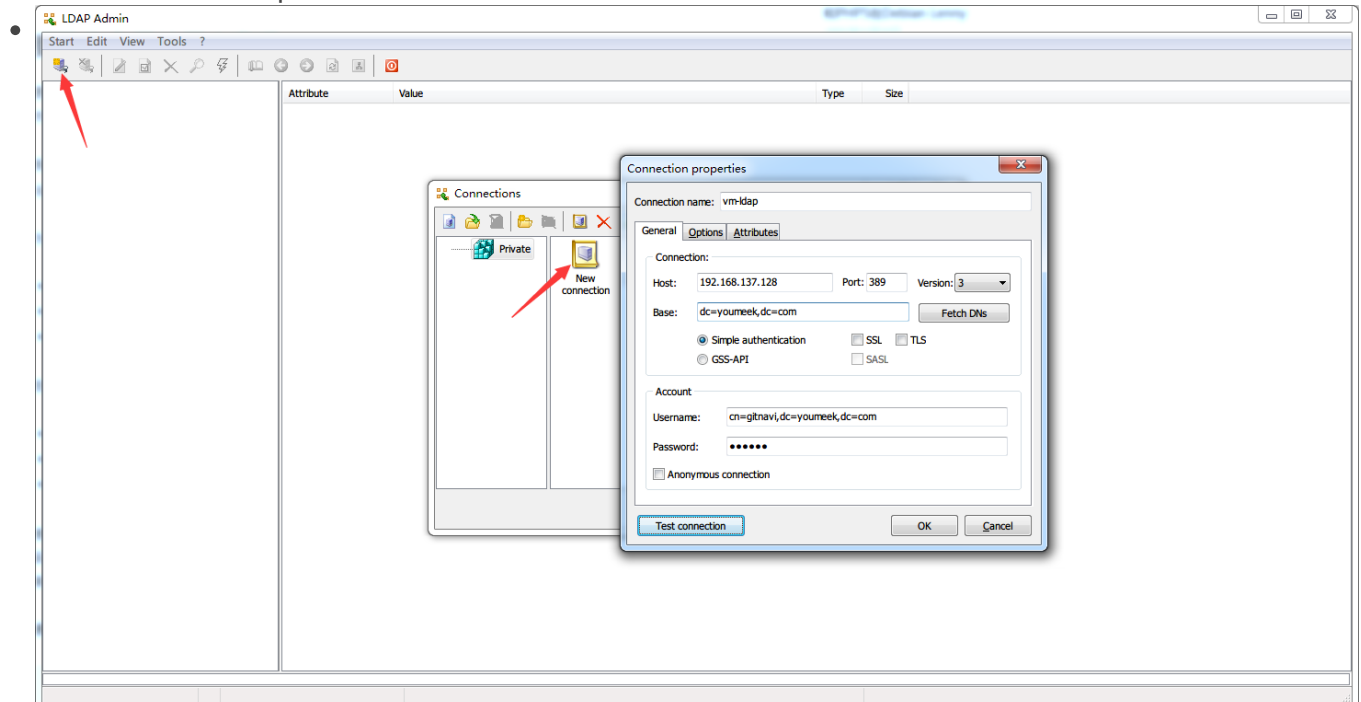 LDAP Admin
Start Edit View Tools ?
Attribute Value Type Size
Connections
Private
New
connection
Connection properties
Connection name: vm-ldap
General Options Attributes
Connection:
Host: 192.168.137.128 Port: 389 Version: 3
Base: dc=youmeek,dc=com Fetch DNs
Simple authentication SSL TLS
GSS-API SASL
Account
Username: cn=gitnavi,dc=youmeek,dc=com
Password: ••••••
Anonymous connection
Test connection OK Cancel